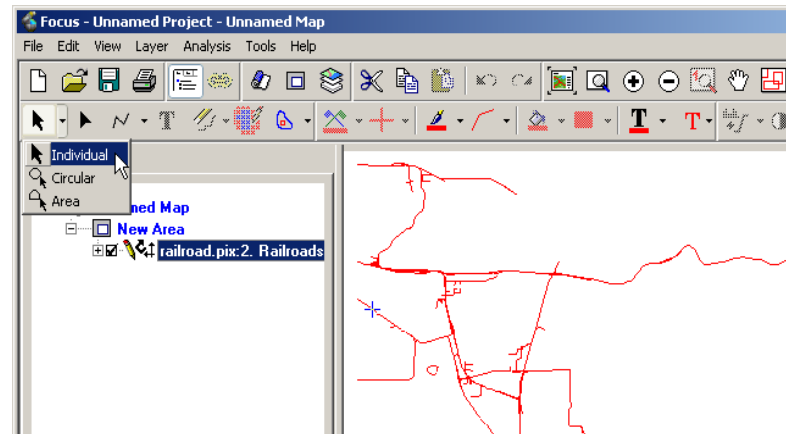 Focus - Unnamed Project - Unnamed Map
File Edit View Layer Analysis Tools Help
Individual
Circular
Area
ned Map
New Area
railroad.pix:2. Railroads